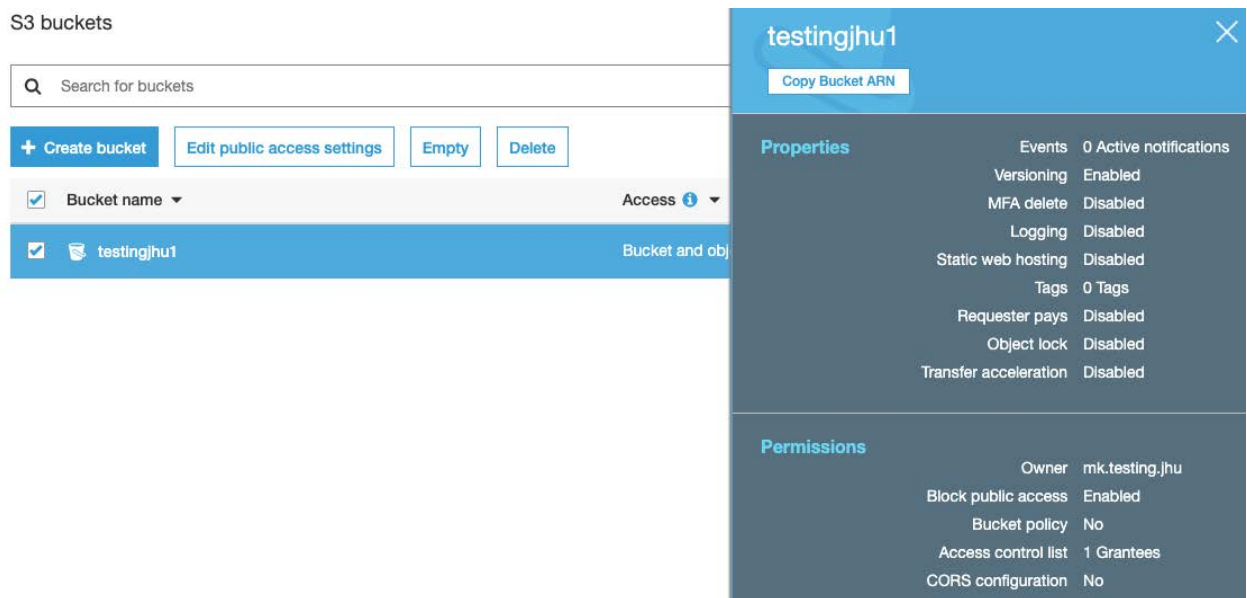 S3 buckets
Search for buckets
+ Create bucket
Edit public access settings
Empty
Delete
Bucket name
Access
testingjhu1
Bucket and obj
testingjhu1
Copy Bucket ARN
Properties
Events 0 Active notifications
Versioning Enabled
MFA delete Disabled
Logging Disabled
Static web hosting Disabled
Tags 0 Tags
Requester pays Disabled
Object lock Disabled
Transfer acceleration Disabled
Permissions
Owner mk.testing.jhu
Block public access Enabled
Bucket policy No
Access control list 1 Grantees
CORS configuration No